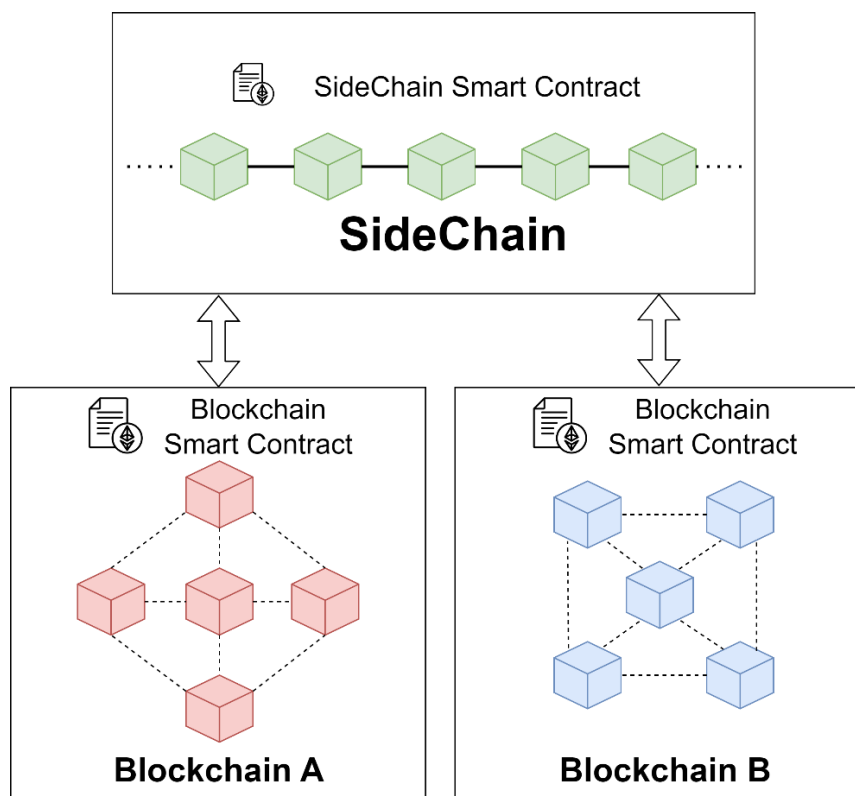 SideChain Smart Contract
SideChain
Blockchain
Smart Contract
Blockchain A
Blockchain
Smart Contract
Blockchain B